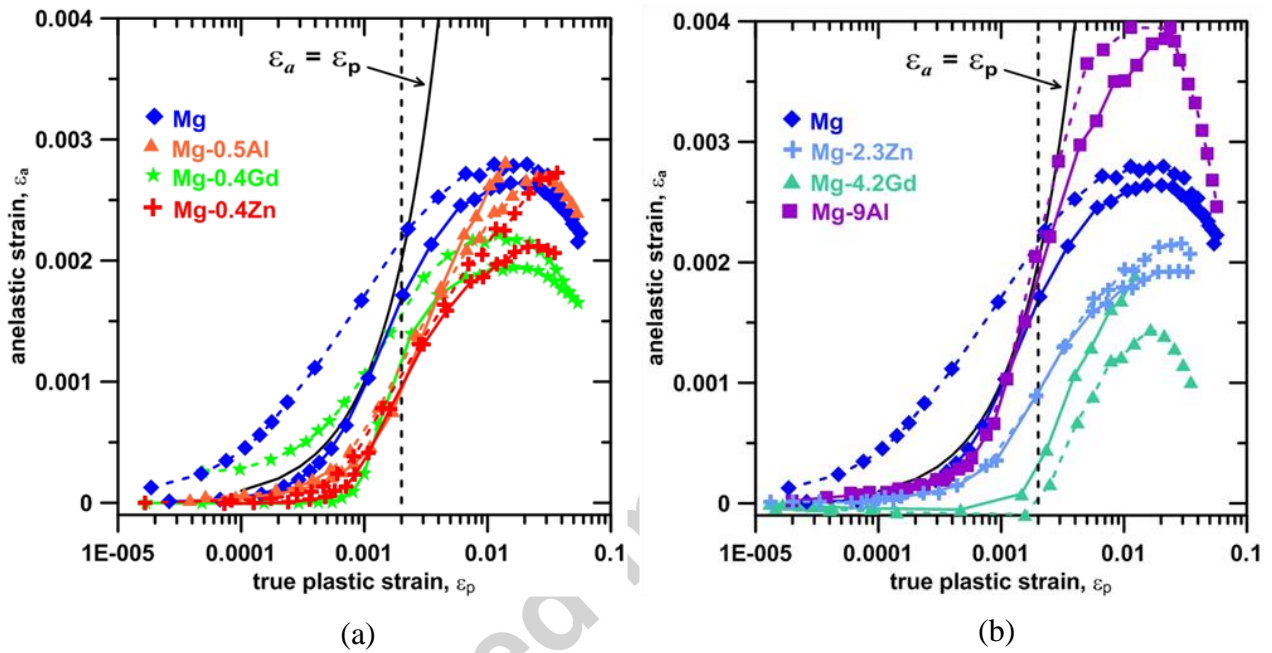 0.004
0.003
0.002
0.001
0
anelastic strain, εa
εa = εp
Mg
Mg-0.5Al
Mg-0.4Gd
Mg-0.4Zn
1E-005
0.0001
0.001
0.01
0.1
true plastic strain, εp
(a)
0.004
0.003
0.002
0.001
0
anelastic strain, εa
εa = εp
Mg
Mg-2.3Zn
Mg-4.2Gd
Mg-9Al
1E-005
0.0001
0.001
0.01
0.1
true plastic strain, εp
(b)